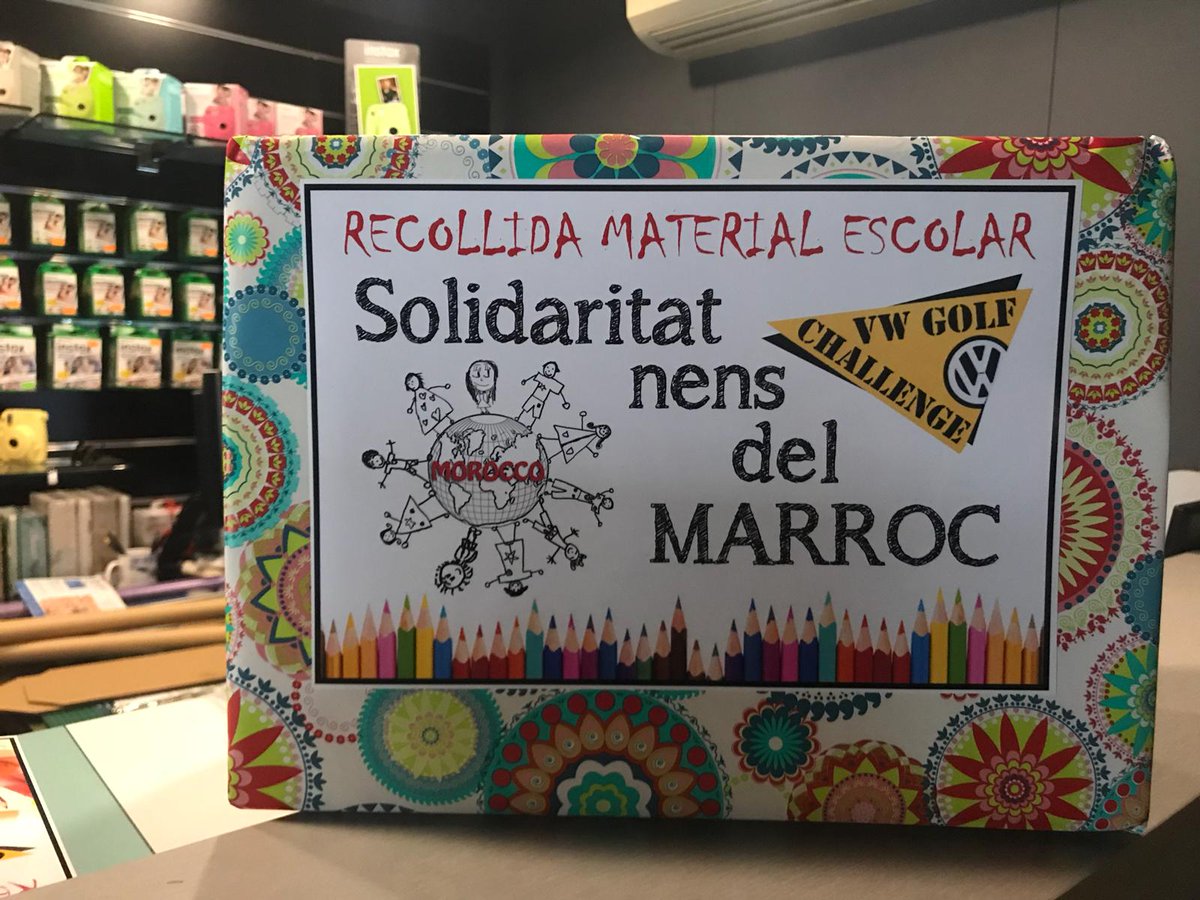 RECOLLIDA MATERIAL ESCOLAR
Solidaritat
nens
del
MARROC
VW GOLF
CHALLENGE
MOROCCO